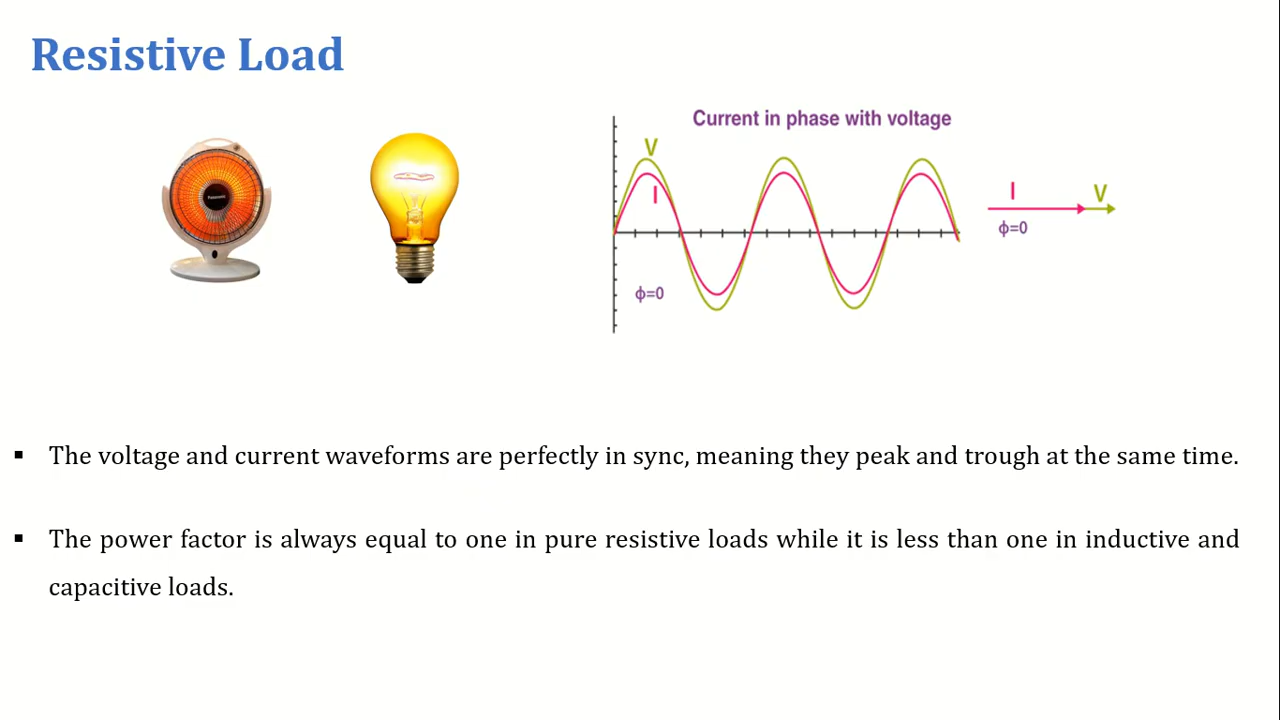 Resistive Load
Current in phase with voltage
V
I
ϕ=0
I
V
ϕ=0
▪ The voltage and current waveforms are perfectly in sync, meaning they peak and trough at the same time.
▪ The power factor is always equal to one in pure resistive loads while it is less than one in inductive and
capacitive loads.